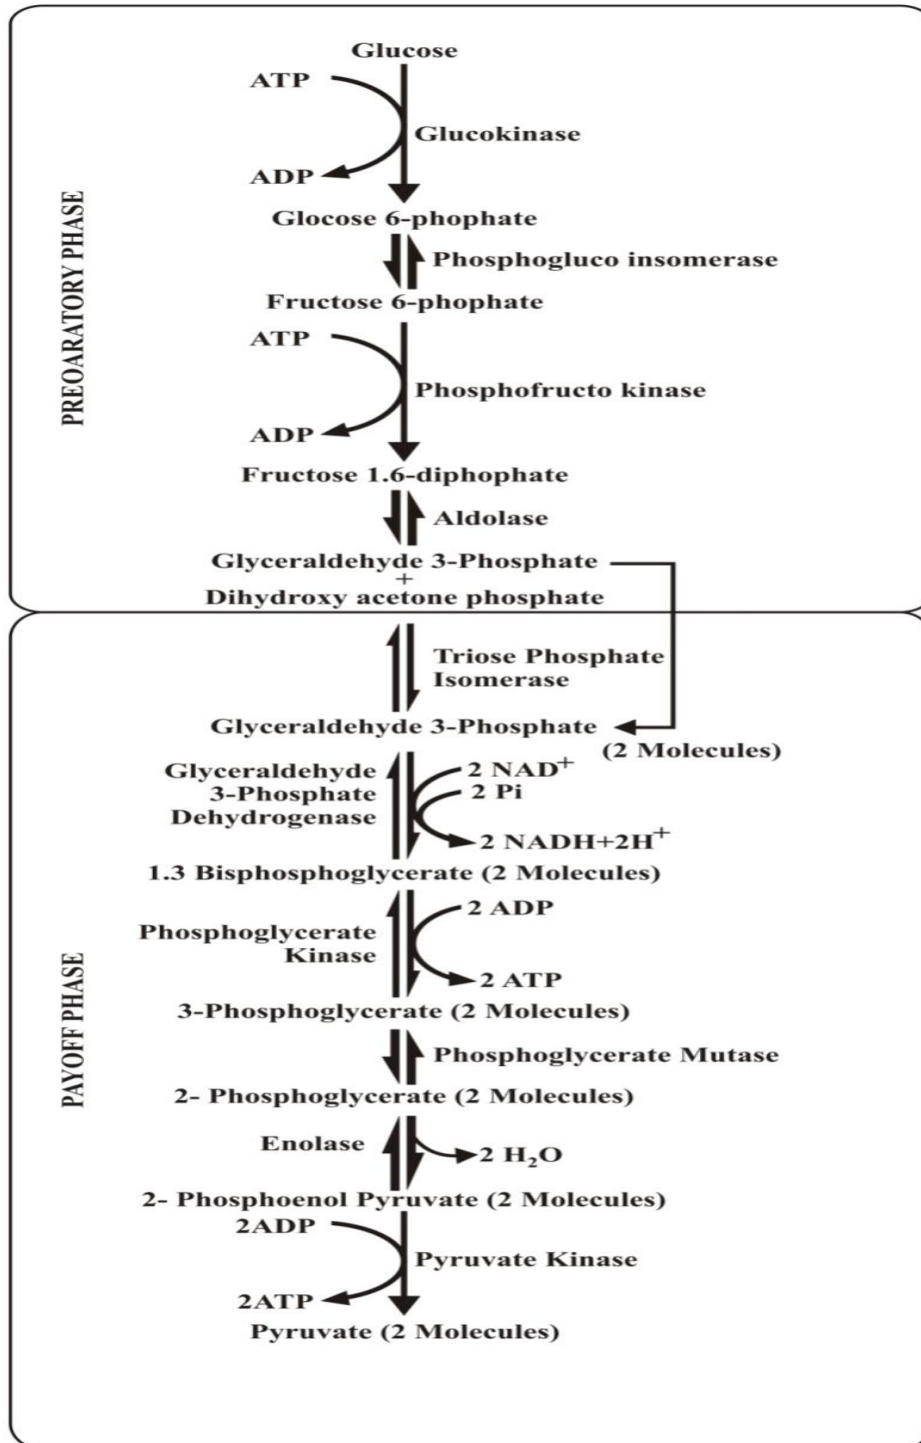 Glucose
ATP
Glucokinase
ADP
Glocose 6-phophate
Phosphogluco insomerase
Fructose 6-phophate
ATP
Phosphofructo kinase
ADP
Fructose 1.6-diphophate
Aldolase
Glyceraldehyde 3-Phosphate
+
Dihydroxy acetone phosphate
PREOARATORY PHASE
Triose Phosphate
Isomerase
Glyceraldehyde 3-Phosphate
(2 Molecules)
Glyceraldehyde
3-Phosphate
Dehydrogenase
2 NAD⁺
2 Pi
2 NADH+2H⁺
1.3 Bisphosphoglycerate (2 Molecules)
Phosphoglycerate
Kinase
2 ADP
2 ATP
3-Phosphoglycerate (2 Molecules)
Phosphoglycerate Mutase
2- Phosphoglycerate (2 Molecules)
Enolase
2 H₂O
2- Phosphoenol Pyruvate (2 Molecules)
2ADP
Pyruvate Kinase
2ATP
Pyruvate (2 Molecules)
PAYOFF PHASE